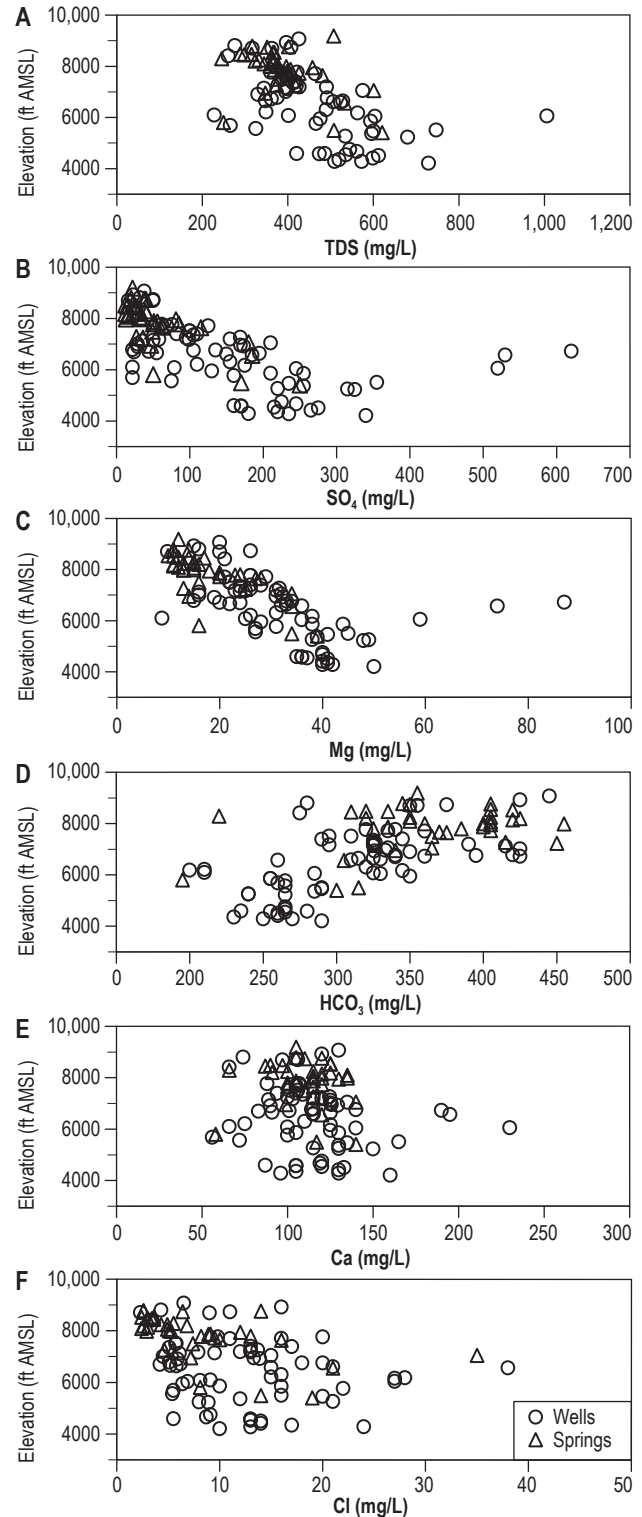 A
10,000
8000
6000
4000
Elevation (ft AMSL)
0 200 400 600 800 1,000 1,200
TDS (mg/L)
B
10,000
8000
6000
4000
Elevation (ft AMSL)
0 100 200 300 400 500 600 700
SO₄ (mg/L)
C
10,000
8000
6000
4000
Elevation (ft AMSL)
0 20 40 60 80 100
Mg (mg/L)
D
10,000
8000
6000
4000
Elevation (ft AMSL)
150 200 250 300 350 400 450 500
HCO₃ (mg/L)
E
10,000
8000
6000
4000
Elevation (ft AMSL)
0 50 100 150 200 250 300
Ca (mg/L)
F
10,000
8000
6000
4000
Elevation (ft AMSL)
Wells
Springs
0 10 20 30 40 50
Cl (mg/L)